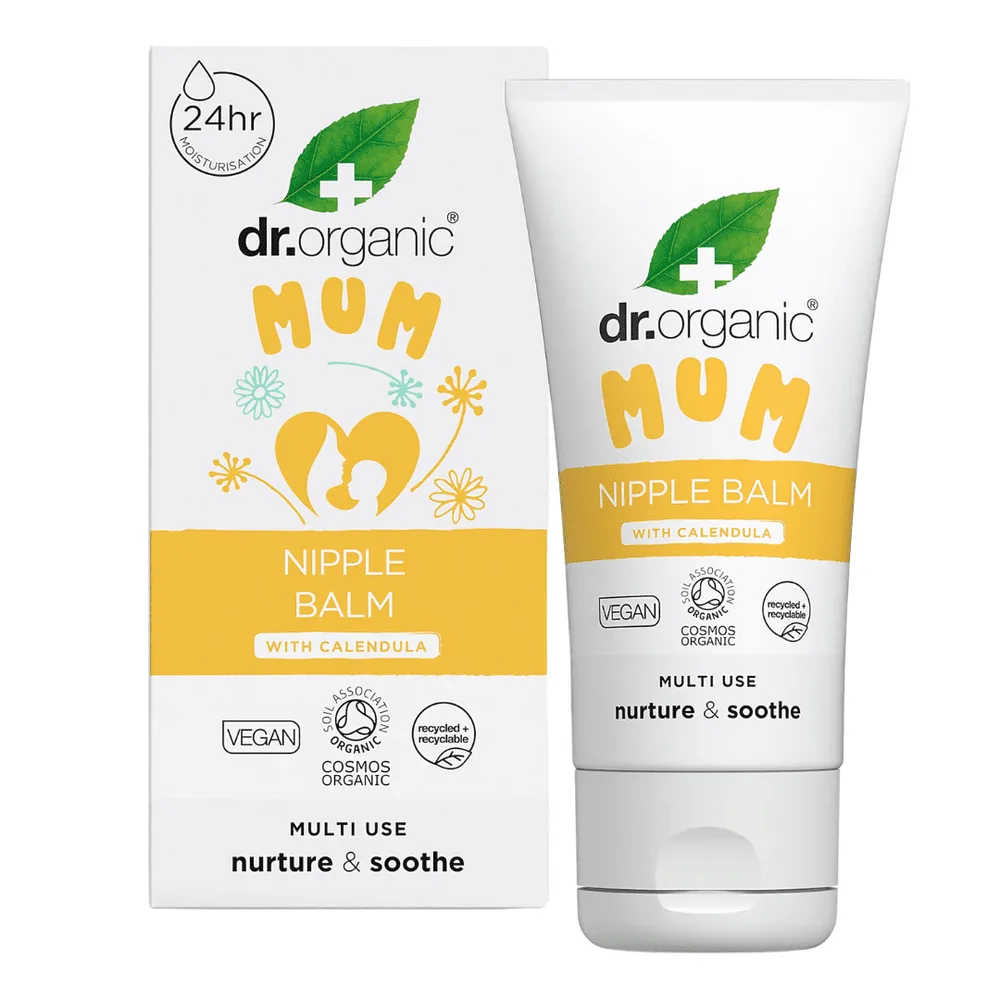 24hr
MOISTURISATION
dr.organic®
MUM
NIPPLE
BALM
WITH CALENDULA
VEGAN
SOIL ASSOCIATION
ORGANIC
COSMOS
ORGANIC
recycled +
recyclable
MULTI USE
nurture & soothe
dr.organic®
MUM
NIPPLE BALM
WITH CALENDULA
VEGAN
SOIL ASSOCIATION
ORGANIC
COSMOS
ORGANIC
recycled +
recyclable
MULTI USE
nurture & soothe